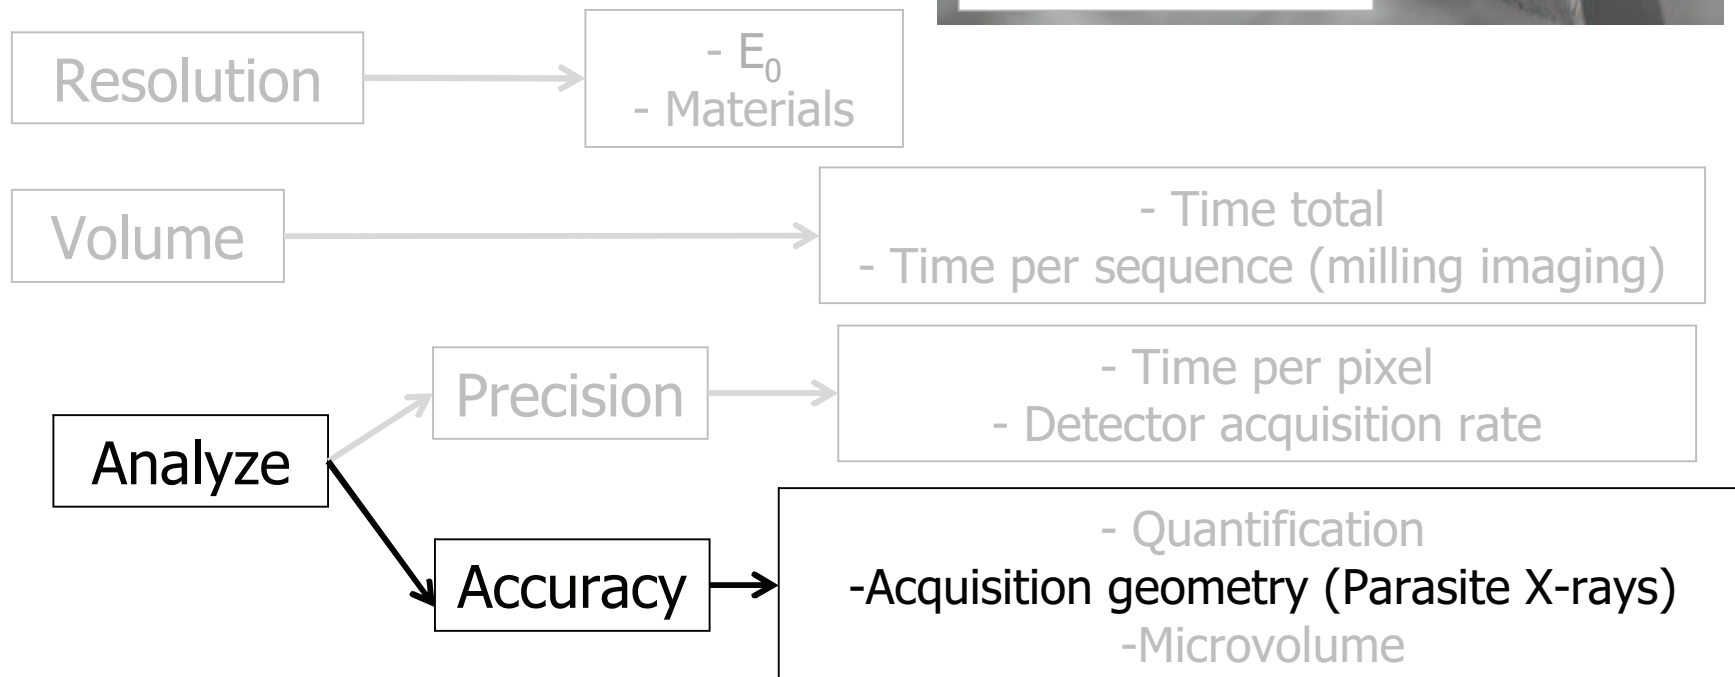 Resolution
- E₀
- Materials
Volume
- Time total
- Time per sequence (milling imaging)
Precision
- Time per pixel
- Detector acquisition rate
Analyze
Accuracy
- Quantification
-Acquisition geometry (Parasite X-rays)
-Microvolume